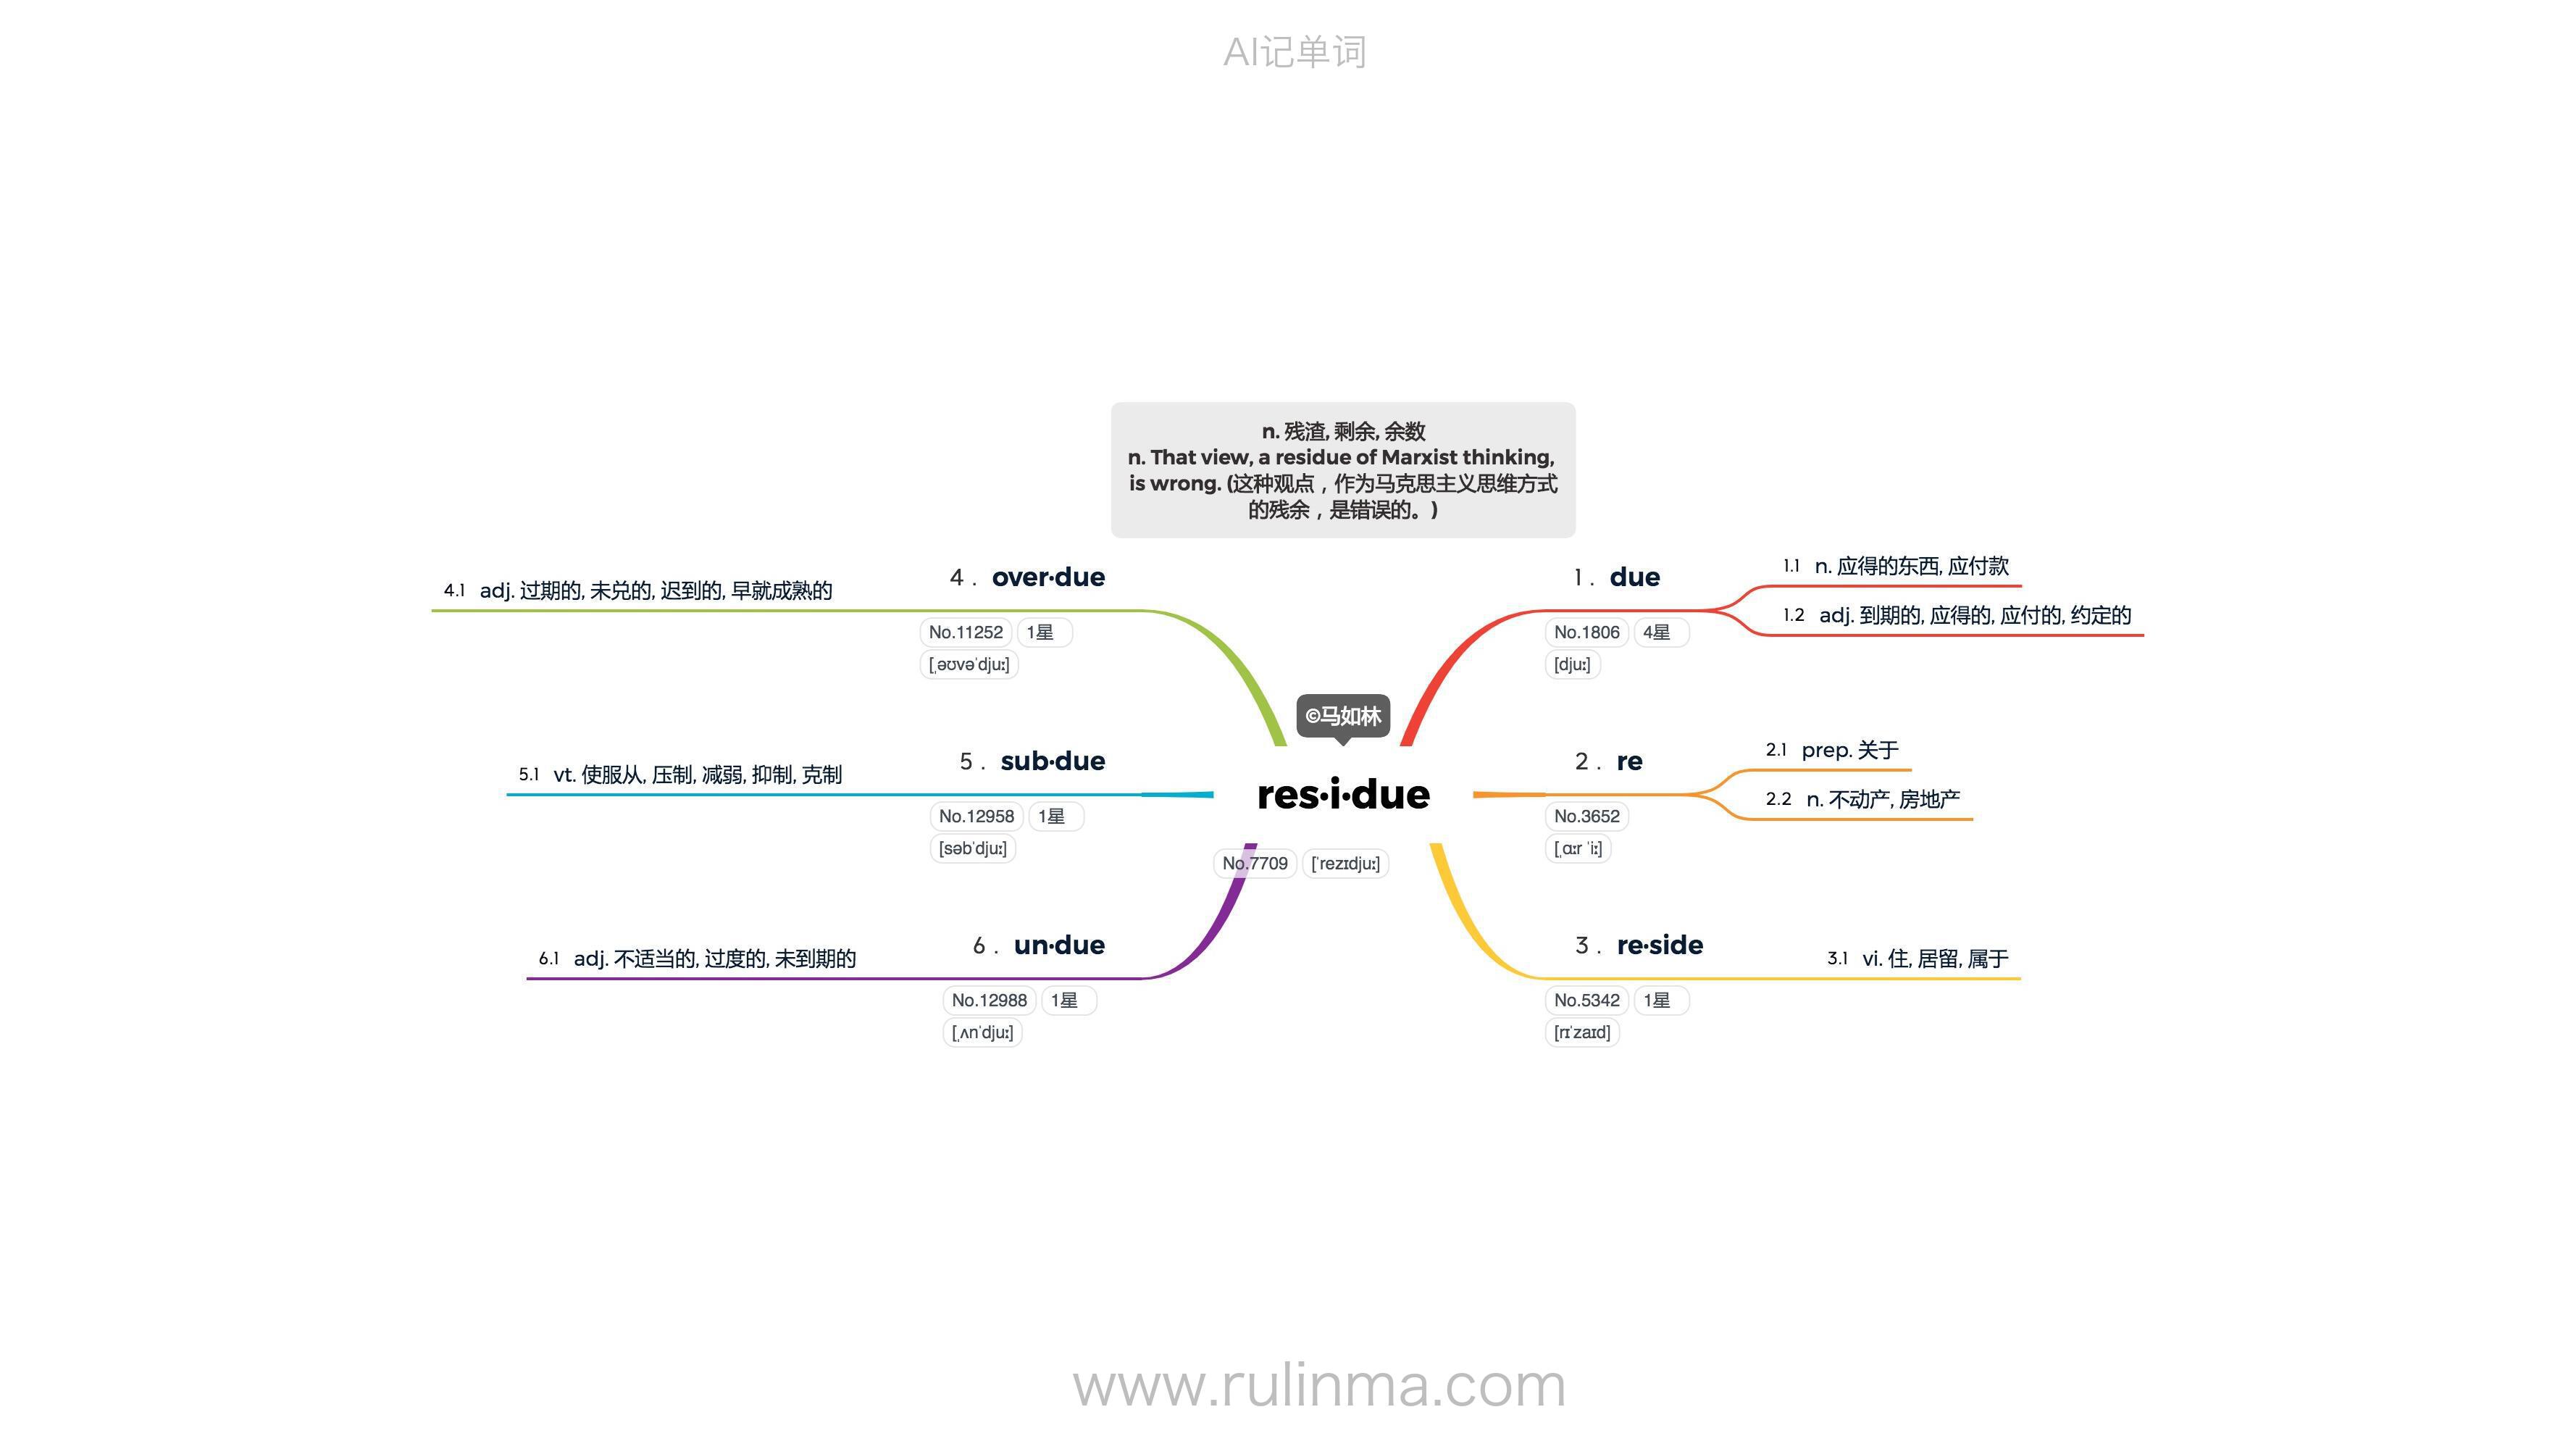 AI记单词
n. 残渣, 剩余, 余数
n. That view, a residue of Marxist thinking,
is wrong. (这种观点，作为马克思主义思维方式
的残余，是错误的。)
©马如林
res·i·due
No.7709 [ˈrezɪdjuː]
1 . due
No.1806 4星
[djuː]
1.1 n. 应得的东西, 应付款
1.2 adj. 到期的, 应得的, 应付的, 约定的
2 . re
No.3652
[ˌɑːr ˈiː]
2.1 prep. 关于
2.2 n. 不动产, 房地产
3 . re·side
No.5342 1星
[rɪˈzaɪd]
3.1 vi. 住, 居留, 属于
4 . over·due
No.11252 1星
[ˌəʊvəˈdjuː]
4.1 adj. 过期的, 未兑的, 迟到的, 早就成熟的
5 . sub·due
No.12958 1星
[səbˈdjuː]
5.1 vt. 使服从, 压制, 减弱, 抑制, 克制
6 . un·due
No.12988 1星
[ˌʌnˈdjuː]
6.1 adj. 不适当的, 过度的, 未到期的
www.rulinma.com